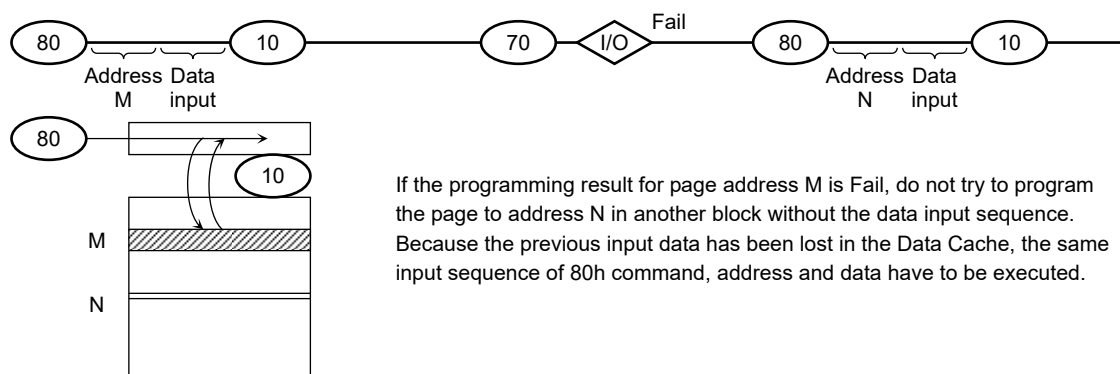 80 10 70 I/O Fail 80 10
Address Data Address Data
M input N input
80
10
If the programming result for page address M is Fail, do not try to program
the page to address N in another block without the data input sequence.
M
Because the previous input data has been lost in the Data Cache, the same
input sequence of 80h command, address and data have to be executed.
N